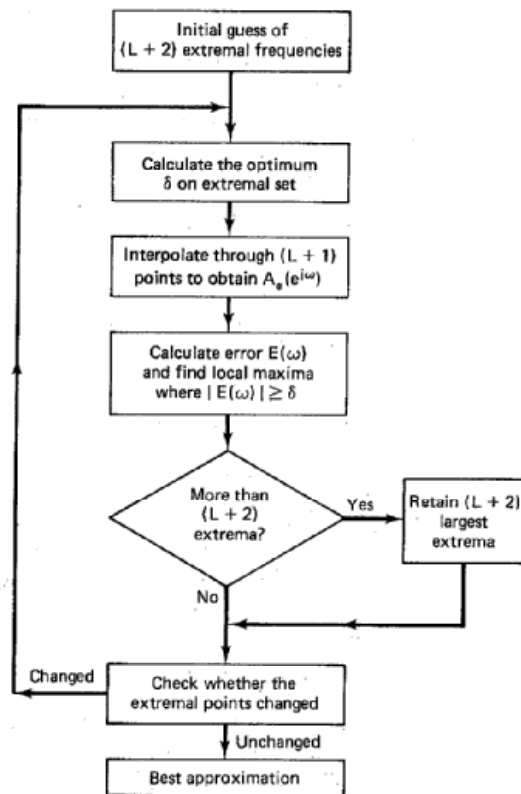 Initial guess of
(L + 2) extremal frequencies
Calculate the optimum
δ on extremal set
Interpolate through (L + 1)
points to obtain Aₑ(e^jω)
Calculate error E(ω)
and find local maxima
where | E(ω) | ≥ δ
More than
(L + 2)
extrema?
Yes
Retain (L + 2)
largest
extrema
No
Changed
Check whether the
extremal points changed
Unchanged
Best approximation